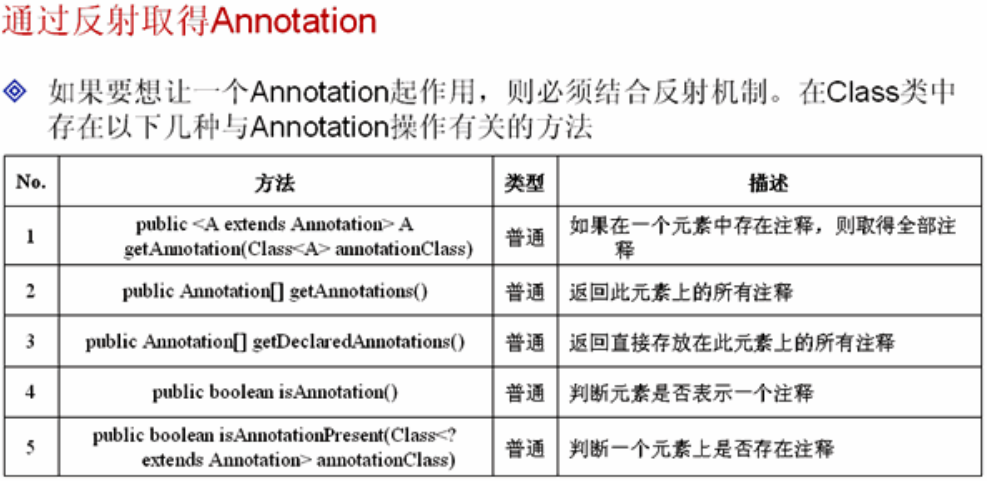 通过反射取得Annotation
如果要想让一个Annotation起作用，则必须结合反射机制。在Class类中
存在以下几种与Annotation操作有关的方法
No. 方法 类型 描述
1 public <A extends Annotation> A getAnnotation(Class<A> annotationClass) 普通 如果在一个元素中存在注释，则取得全部注释
2 public Annotation[] getAnnotations() 普通 返回此元素上的所有注释
3 public Annotation[] getDeclaredAnnotations() 普通 返回直接存放在此元素上的所有注释
4 public boolean isAnnotation() 普通 判断元素是否表示一个注释
5 public boolean isAnnotationPresent(Class<? extends Annotation> annotationClass) 普通 判断一个元素上是否存在注释